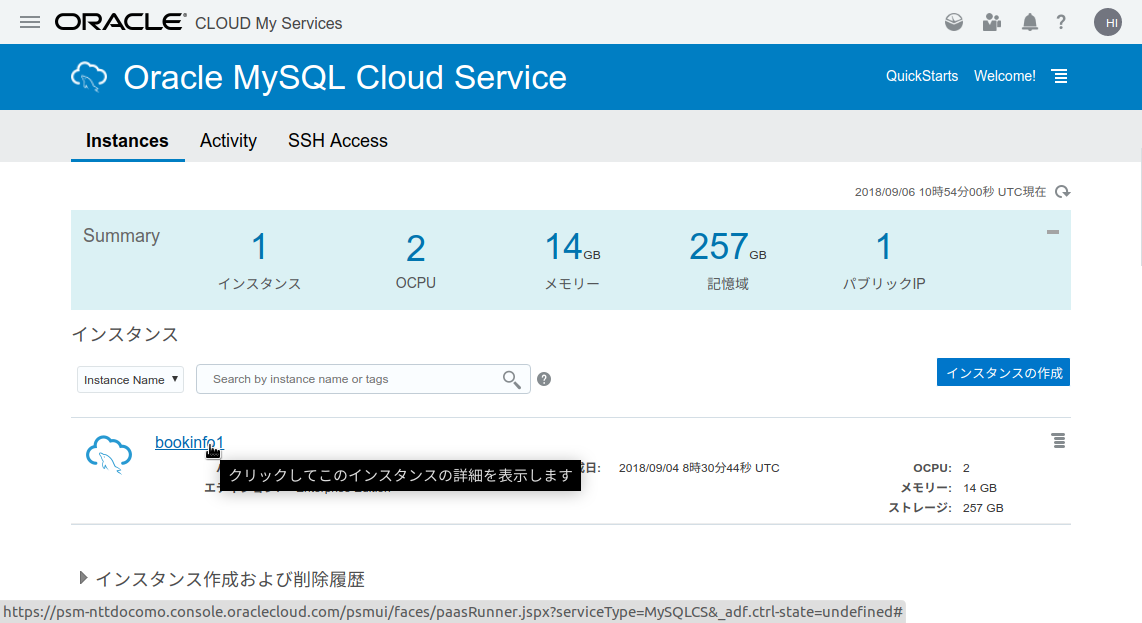 ORACLE® CLOUD My Services
HI
Oracle MySQL Cloud Service
QuickStarts Welcome!
Instances Activity SSH Access
2018/09/06 10時54分00秒 UTC現在
Summary
1 2 14GB 257GB 1
インスタンス OCPU メモリー 記憶域 パブリックIP
インスタンス
Instance Name Search by instance name or tags ?
インスタンスの作成
bookinfo1
クリックしてこのインスタンスの詳細を表示します
日: 2018/09/04 8時30分44秒 UTC
OCPU: 2
メモリー: 14 GB
ストレージ: 257 GB
インスタンス作成および削除履歴
https://psm-nttdocomo.console.oraclecloud.com/psmui/faces/paasRunner.jspx?serviceType=MySQLCS&_adf.ctrl-state=undefined#